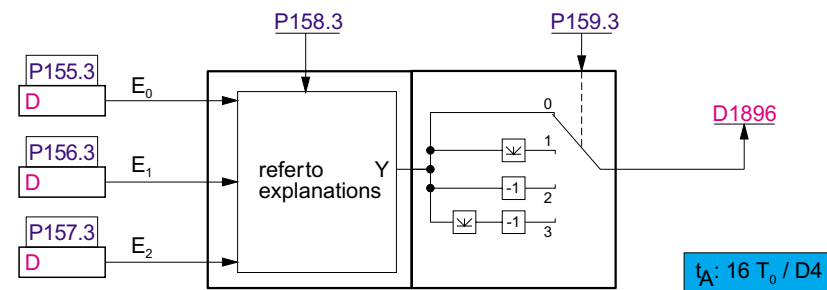 P158.3
P159.3
P155.3
D
E0
P156.3
D
E1
P157.3
D
E2
refer to
explanations
Y
0
1
-1
2
-1
3
D1896
tA: 16 T0 / D4